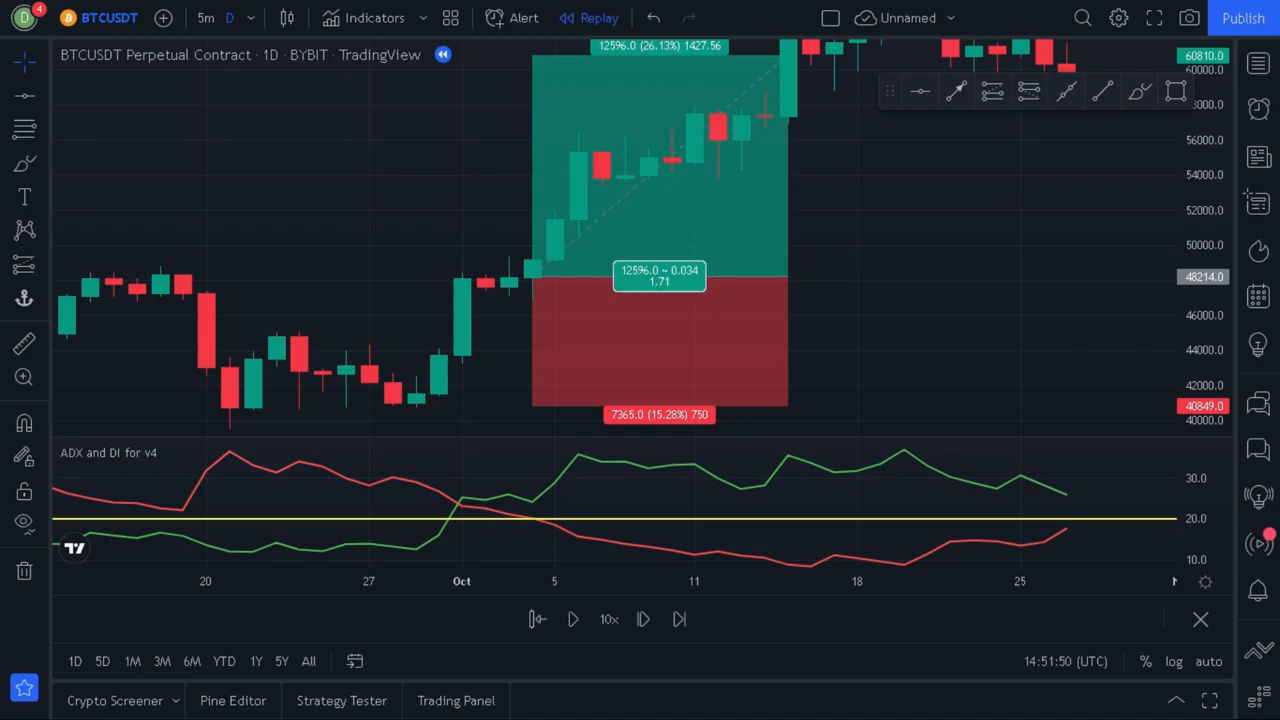 D 4 BTCUSDT 5m D Indicators Alert Replay Unnamed Publish
BTCUSDT Perpetual Contract · 1D · BYBIT · TradingView
12596.0 (26.13%) 1427.56
60810.0
60000.0
58000.0
56000.0
54000.0
52000.0
50000.0
12596.0 ~ 0.034
1.71
48214.0
46000.0
44000.0
42000.0
7365.0 (15.28%) 750
40849.0
40000.0
ADX and DI for v4
30.0
20.0
10.0
20 27 Oct 5 11 18 25
10x
1D 5D 1M 3M 6M YTD 1Y 5Y All 14:51:50 (UTC) % log auto
Crypto Screener Pine Editor Strategy Tester Trading Panel